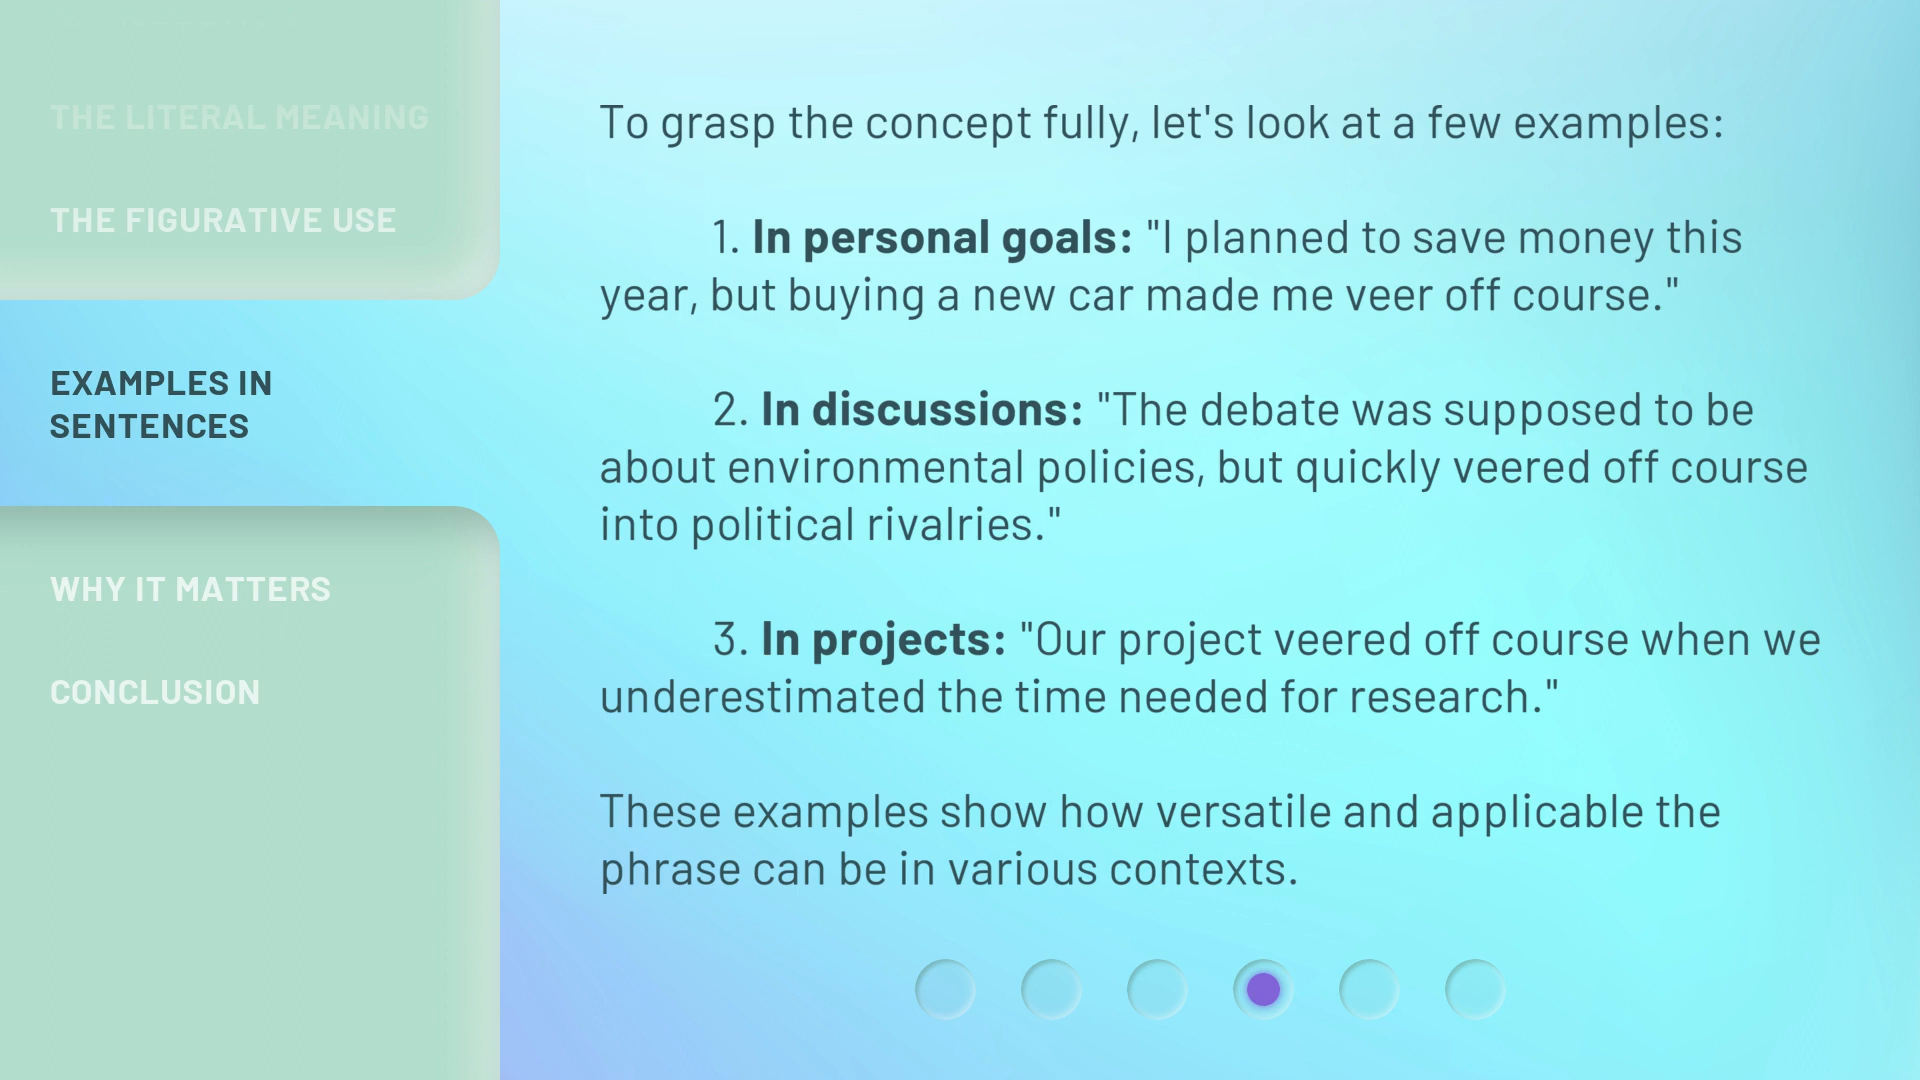 THE LITERAL MEANING
THE FIGURATIVE USE
EXAMPLES IN
SENTENCES
WHY IT MATTERS
CONCLUSION
To grasp the concept fully, let's look at a few examples:
1. In personal goals: "I planned to save money this
year, but buying a new car made me veer off course."
2. In discussions: "The debate was supposed to be
about environmental policies, but quickly veered off course
into political rivalries."
3. In projects: "Our project veered off course when we
underestimated the time needed for research."
These examples show how versatile and applicable the
phrase can be in various contexts.